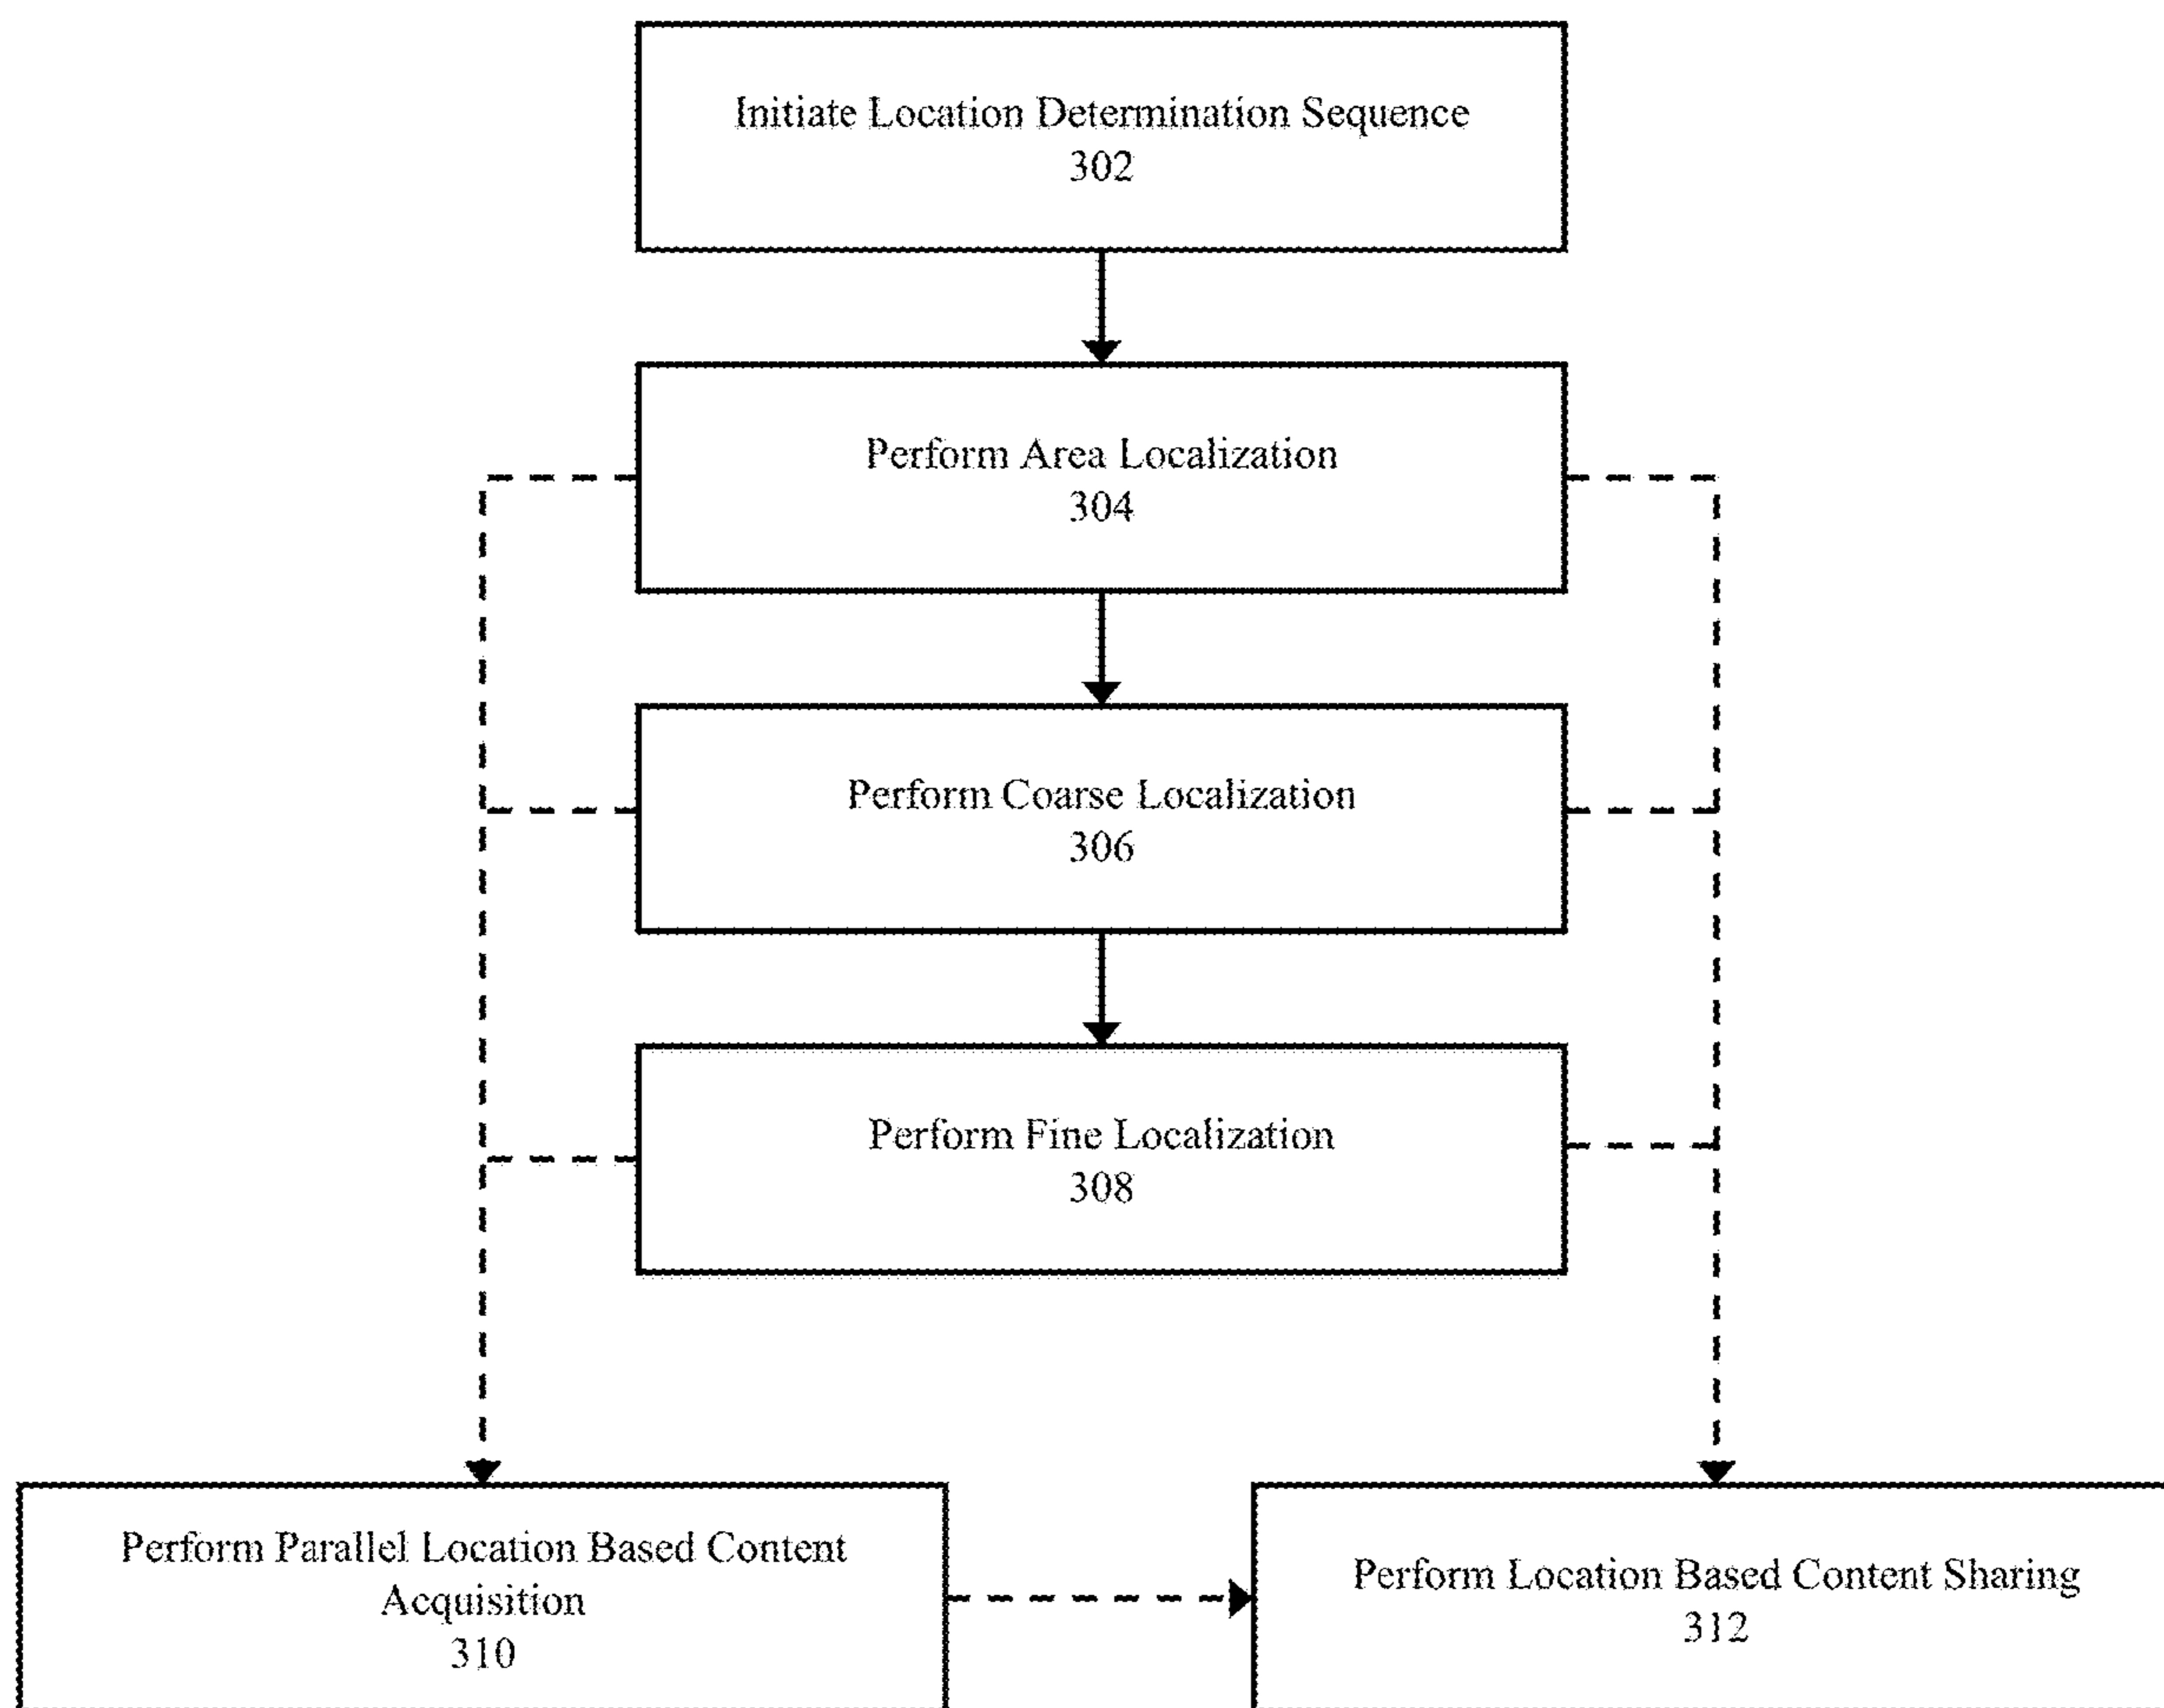 Initiate Location Determination Sequence
302
Perform Area Localization
304
Perform Coarse Localization
306
Perform Fine Localization
308
Perform Parallel Location Based Content
Acquisition
310
Perform Location Based Content Sharing
312